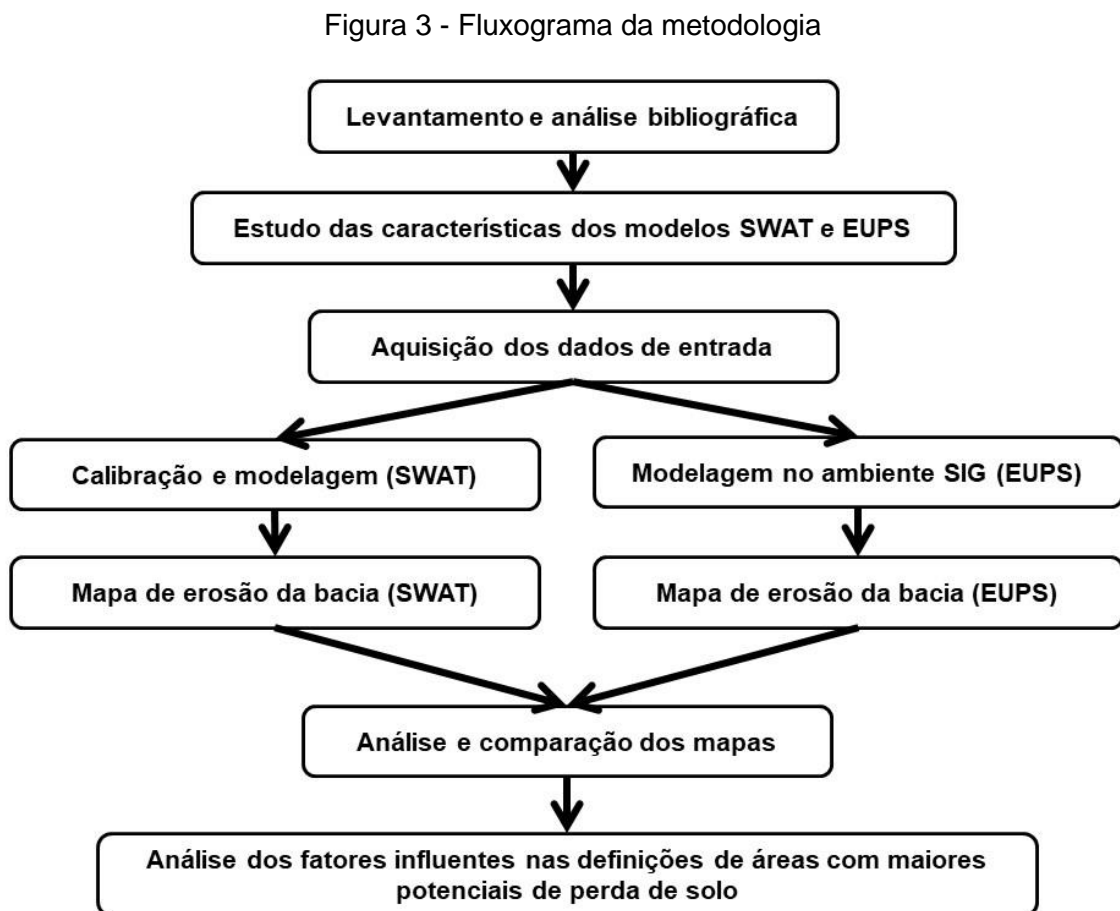 Figura 3 - Fluxograma da metodologia
Levantamento e análise bibliográfica
Estudo das características dos modelos SWAT e EUPS
Aquisição dos dados de entrada
Calibração e modelagem (SWAT)
Modelagem no ambiente SIG (EUPS)
Mapa de erosão da bacia (SWAT)
Mapa de erosão da bacia (EUPS)
Análise e comparação dos mapas
Análise dos fatores influentes nas definições de áreas com maiores
potenciais de perda de solo